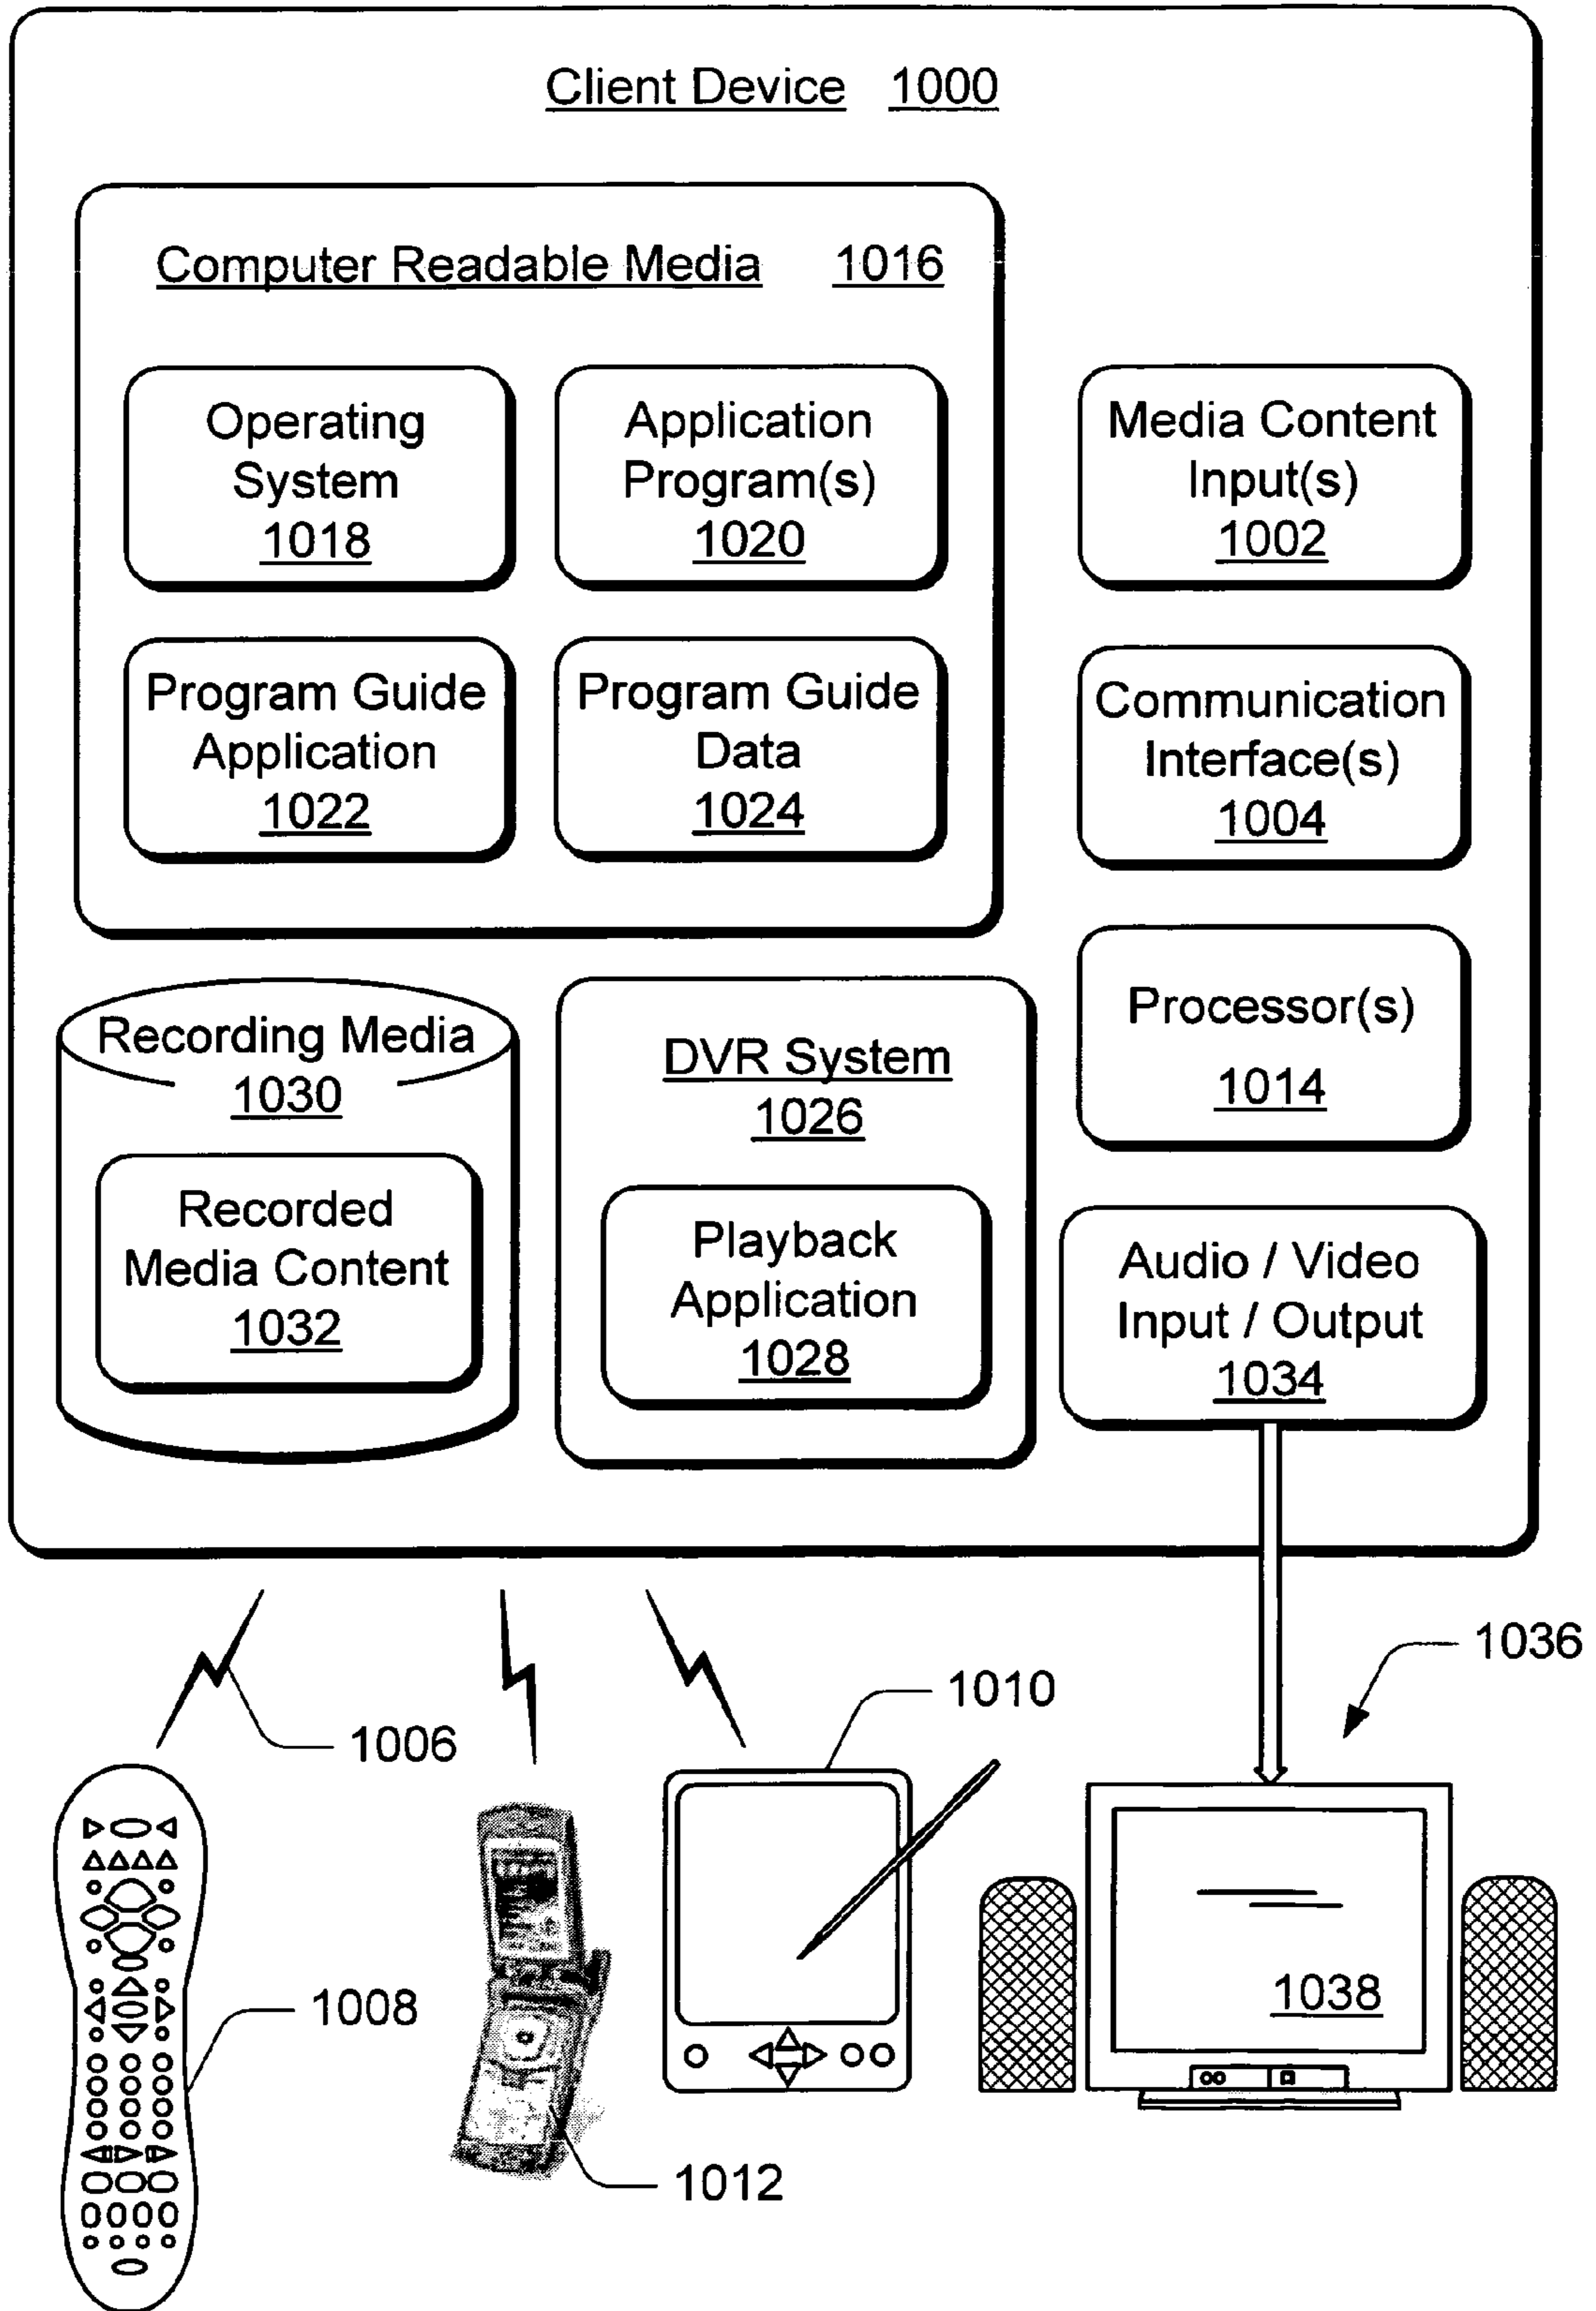 Client Device 1000
Computer Readable Media 1016
Operating
System
1018
Application
Program(s)
1020
Media Content
Input(s)
1002
Program Guide
Application
1022
Program Guide
Data
1024
Communication
Interface(s)
1004
Processor(s)
1014
Recording Media
1030
Recorded
Media Content
1032
DVR System
1026
Playback
Application
1028
Audio / Video
Input / Output
1034
1036
1010
1006
1038
1008
1012